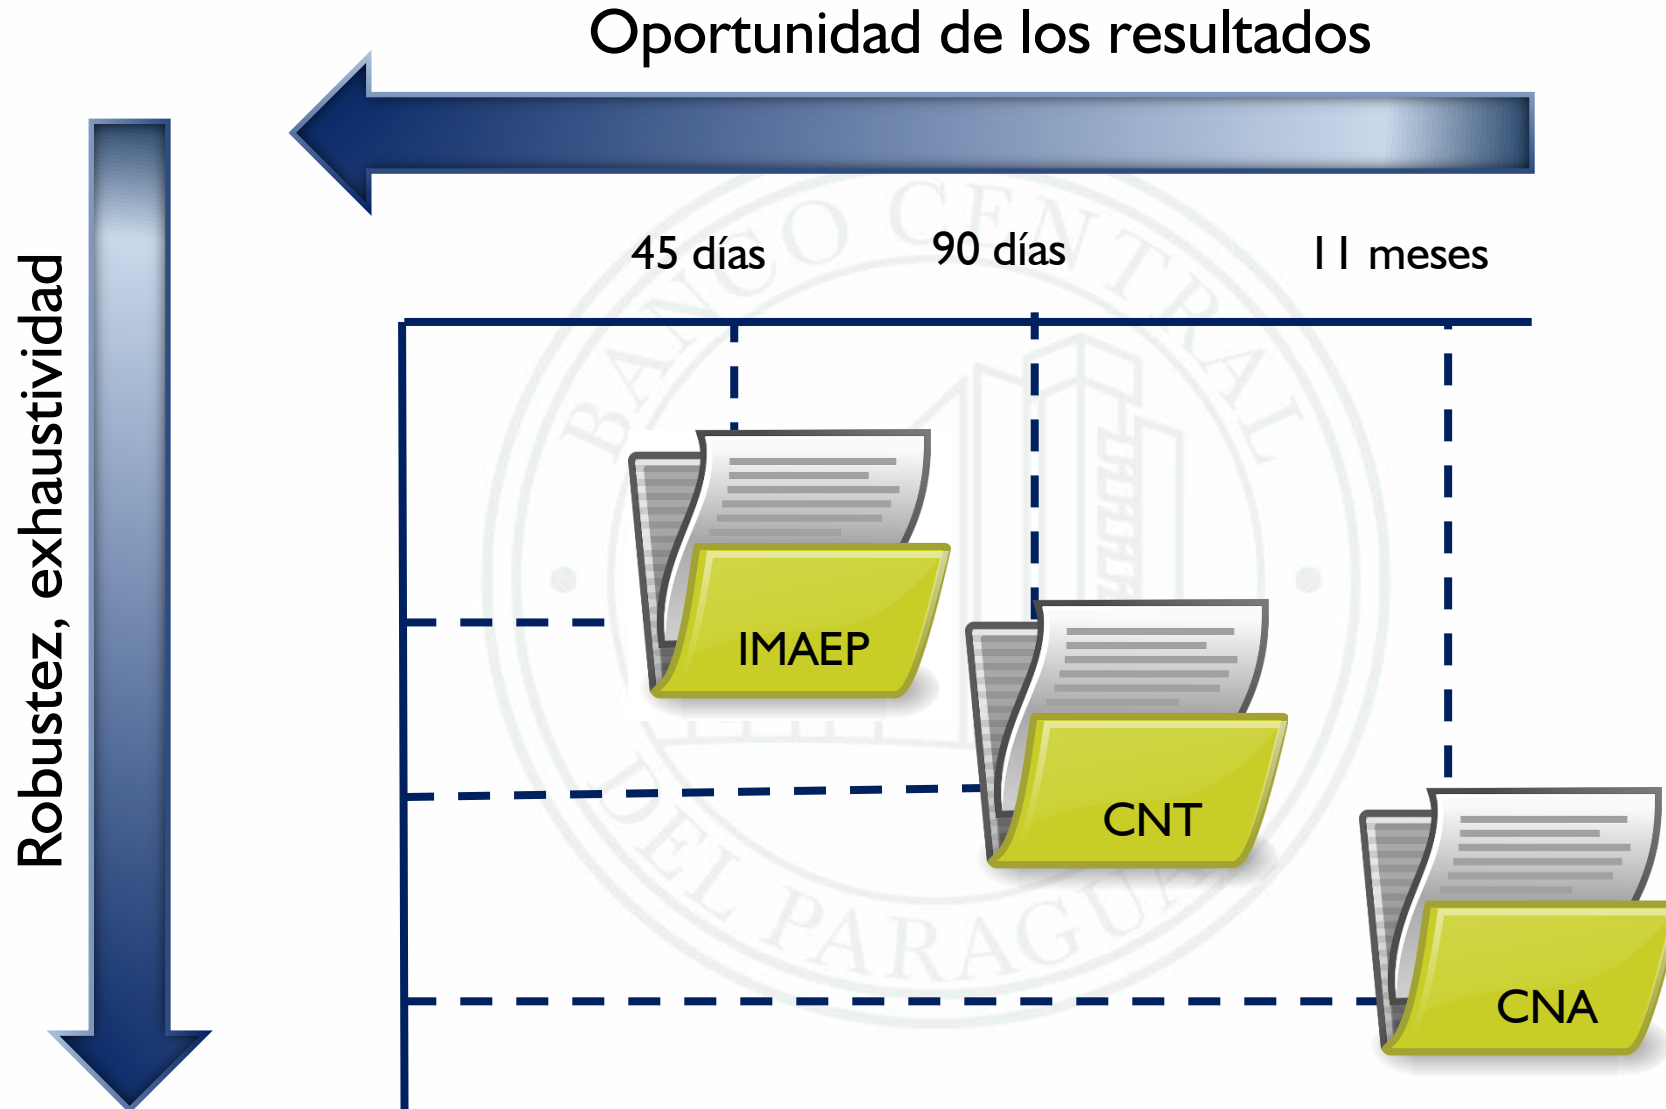 Oportunidad de los resultados
45 días
90 días
11 meses
Robustez, exhaustividad
IMAEP
CNT
CNA
BANCO CENTRAL
DEL PARAGUAY